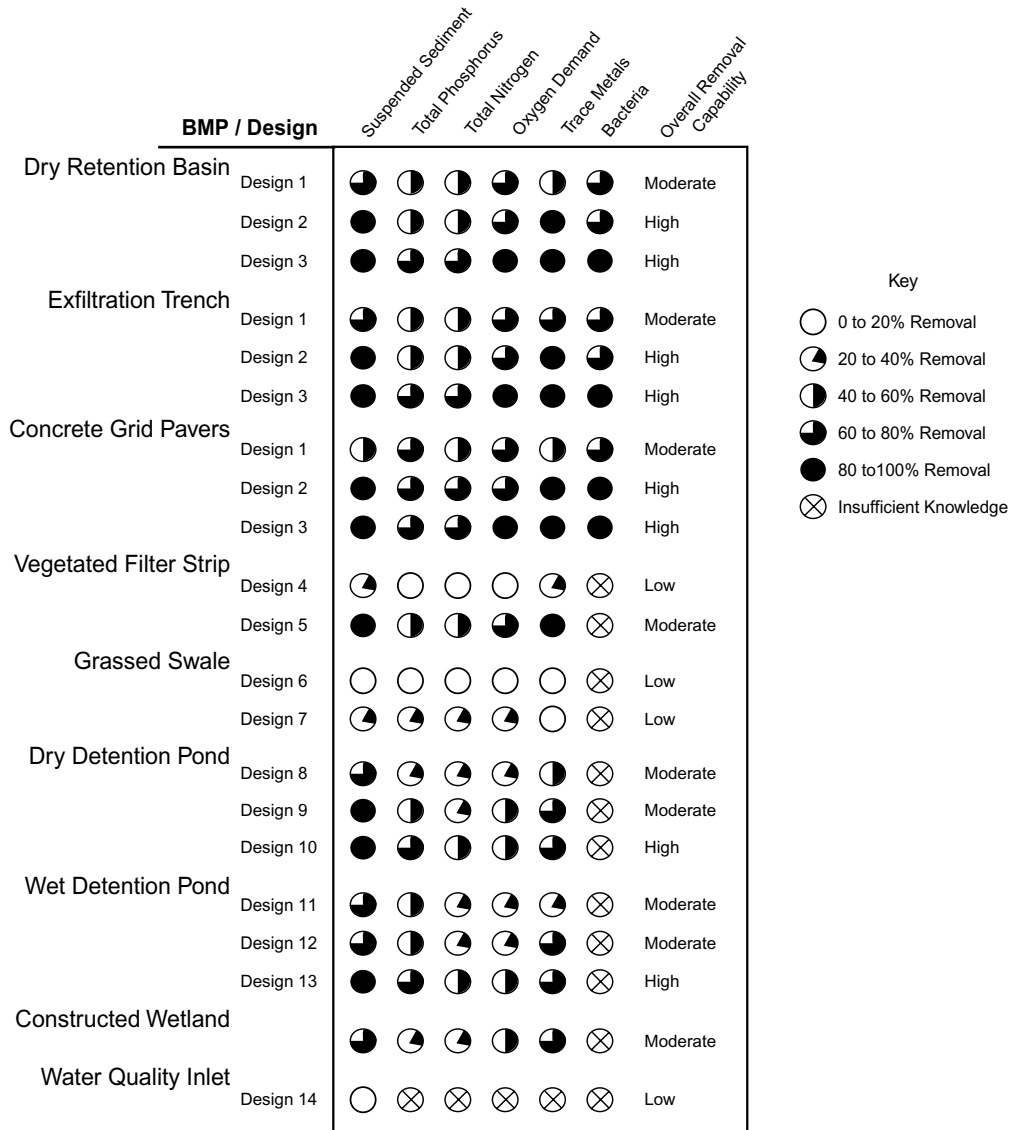 Suspended Sediment
Total Phosphorus
Total Nitrogen
Oxygen Demand
Trace Metals
Bacteria
Overall Removal
Capability
BMP / Design
Dry Retention Basin
Design 1 Moderate
Design 2 High
Design 3 High
Exfiltration Trench
Design 1 Moderate
Design 2 High
Design 3 High
Concrete Grid Pavers
Design 1 Moderate
Design 2 High
Design 3 High
Vegetated Filter Strip
Design 4 Low
Design 5 Moderate
Grassed Swale
Design 6 Low
Design 7 Low
Dry Detention Pond
Design 8 Moderate
Design 9 Moderate
Design 10 High
Wet Detention Pond
Design 11 Moderate
Design 12 Moderate
Design 13 High
Constructed Wetland
Moderate
Water Quality Inlet
Design 14 Low
Key
0 to 20% Removal
20 to 40% Removal
40 to 60% Removal
60 to 80% Removal
80 to100% Removal
Insufficient Knowledge